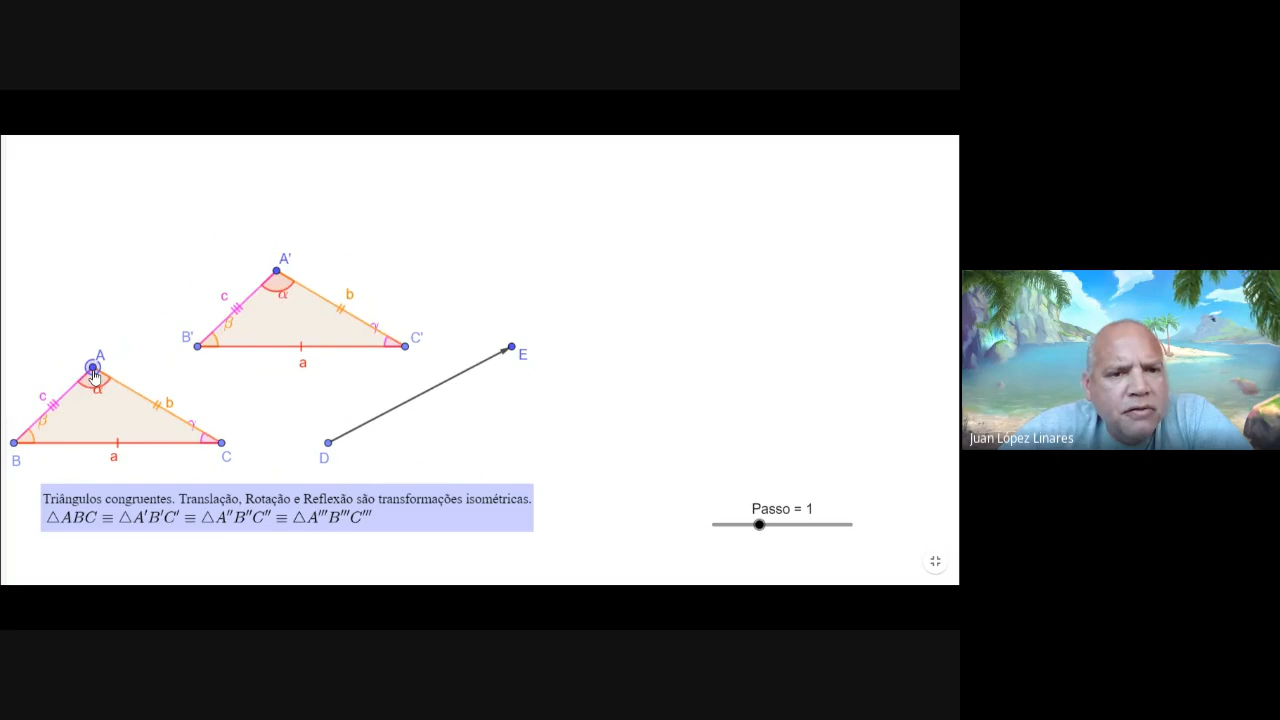 A'
c
α
b
β
γ
B'
C'
a
A
c
α
b
β
γ
B
a
C
E
D
Triângulos congruentes. Translação, Rotação e Reflexão são transformações isométricas.
△ABC ≡ △A′B′C′ ≡ △A″B″C″ ≡ △A‴B‴C‴
Passo = 1
Juan López Linares